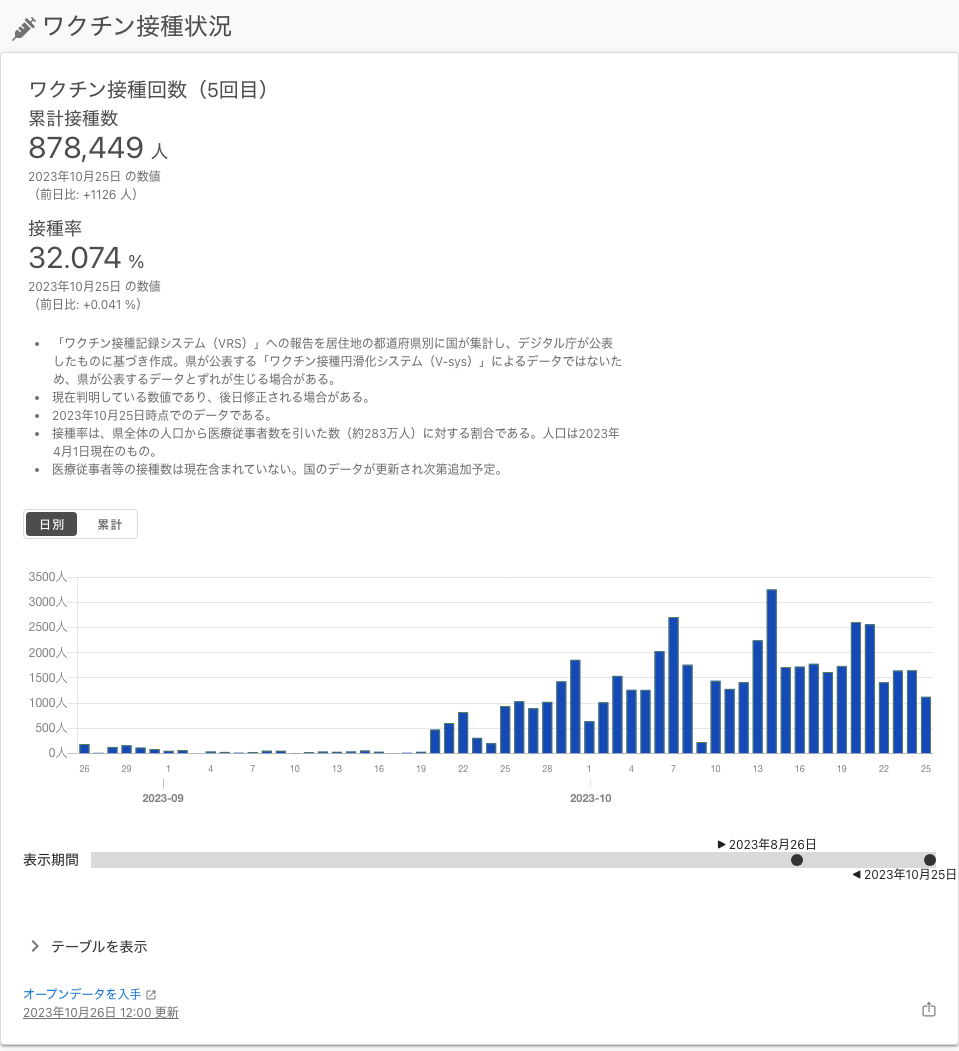 ワクチン接種状況
ワクチン接種回数（5回目）
累計接種数
878,449 人
2023年10月25日 の数値
（前日比: +1126 人）
接種率
32.074 %
2023年10月25日 の数値
（前日比: +0.041 %）
• 「ワクチン接種記録システム（VRS）」への報告を居住地の都道府県別に国が集計し、デジタル庁が公表
したものに基づき作成。県が公表する「ワクチン接種円滑化システム（V-sys）」によるデータではないた
め、県が公表するデータとずれが生じる場合がある。
• 現在判明している数値であり、後日修正される場合がある。
• 2023年10月25日時点でのデータである。
• 接種率は、県全体の人口から医療従事者数を引いた数（約283万人）に対する割合である。人口は2023年
4月1日現在のもの。
• 医療従事者等の接種数は現在含まれていない。国のデータが更新され次第追加予定。
日別 累計
3500人
3000人
2500人
2000人
1500人
1000人
500人
0人
26 29 1 4 7 10 13 16 19 22 25 28 1 4 7 10 13 16 19 22 25
2023-09 2023-10
▶ 2023年8月26日
表示期間
◀ 2023年10月25日
テーブルを表示
オープンデータを入手
2023年10月26日 12:00 更新